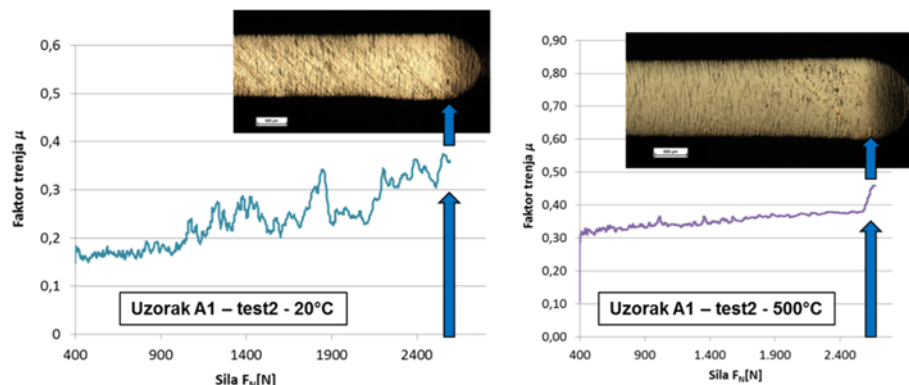 0,6
0,5
0,4
0,3
0,2
0,1
0
Faktor trenja μ
Uzorak A1 – test2 - 20°C
400 900 1400 1900 2400
Sila F_N[N]
0,90
0,80
0,70
0,60
0,50
0,40
0,30
0,20
0,10
0,00
Faktor trenja μ
Uzorak A1 – test2 - 500°C
400 900 1.400 1.900 2.400
Sila F_N[N]